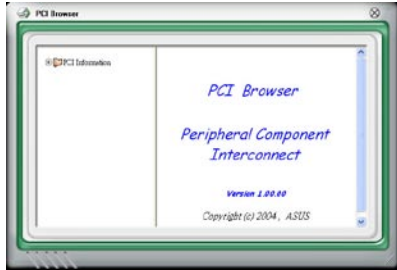 PCI Browser
PCI Information
PCI Browser
Peripheral Component
Interconnect
Version 1.00.00
Copyright (c) 2004, ASUS